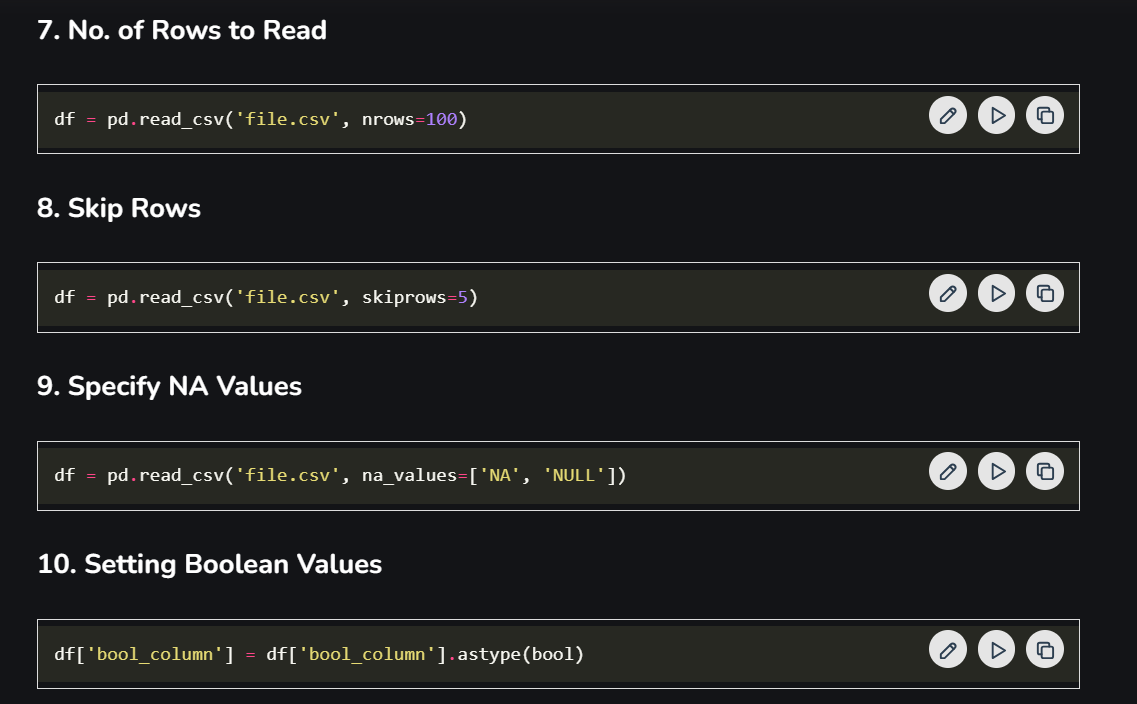 7. No. of Rows to Read
df = pd.read_csv('file.csv', nrows=100)
8. Skip Rows
df = pd.read_csv('file.csv', skiprows=5)
9. Specify NA Values
df = pd.read_csv('file.csv', na_values=['NA', 'NULL'])
10. Setting Boolean Values
df['bool_column'] = df['bool_column'].astype(bool)